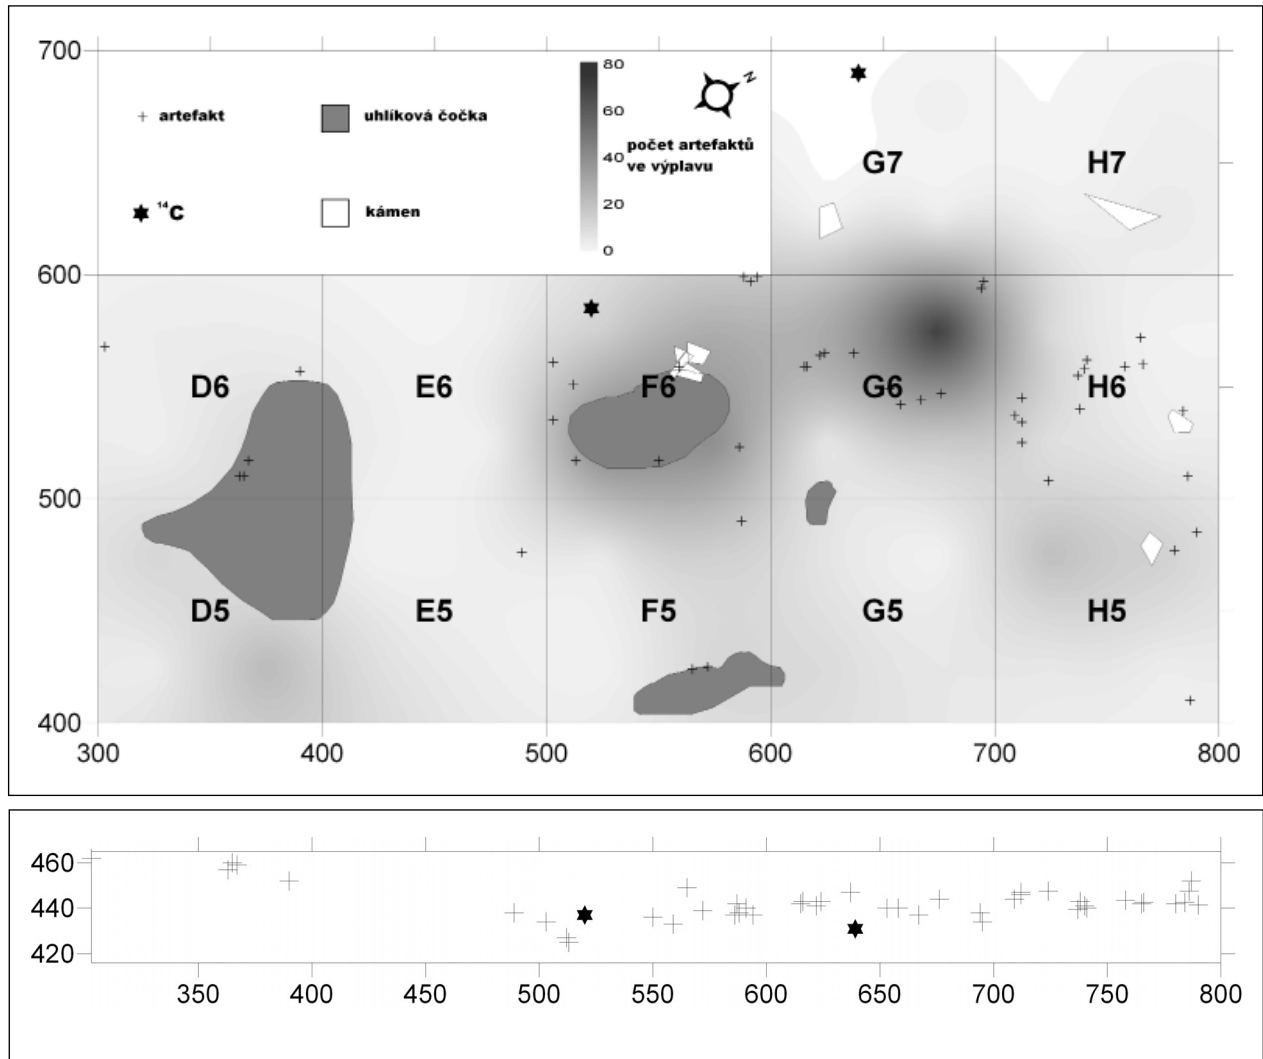 700
600
500
400
artefakt
uhlíková čočka
¹⁴C
kámen
80
60
40
20
0
N
počet artefaktů
ve výplavu
G7
H7
D6
E6
F6
G6
H6
D5
E5
F5
G5
H5
300
400
500
600
700
800
460
440
420
350
400
450
500
550
600
650
700
750
800